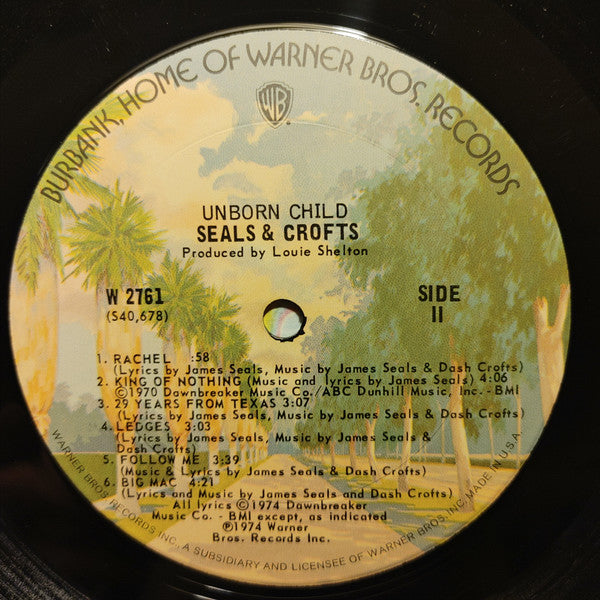 BURBANK, HOME OF WARNER BROS. RECORDS
WB
UNBORN CHILD
SEALS & CROFTS
Produced by Louie Shelton
W 2761
(S40,678)
SIDE
II
1. RACHEL :58
(Lyrics by James Seals, Music by James Seals & Dash Crofts)
2. KING OF NOTHING (Music and lyrics by James Seals) 4:06
©1970 Dawnbreaker Music Co./ABC Dunhill Music, Inc. - BMI
3. 29 YEARS FROM TEXAS 3:07
(Lyrics by James Seals, Music by James Seals & Dash Crofts)
4. LEDGES 3:03
(Lyrics by James Seals, Music by James Seals &
Dash Crofts)
5. FOLLOW ME 3:39
(Music & Lyrics by James Seals & Dash Crofts)
6. BIG MAC 4:21
(Lyrics and Music by James Seals and Dash Crofts)
All lyrics ©1974 Dawnbreaker
Music Co. - BMI except, as indicated
℗1974 Warner
Bros. Records Inc.
WARNER BROS. RECORDS INC., A SUBSIDIARY AND LICENSEE OF WARNER BROS. INC. MADE IN U.S.A.